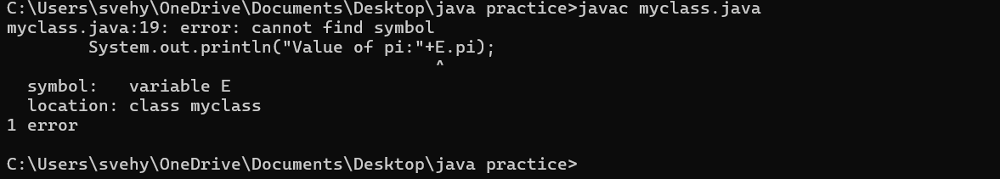 C:\Users\svehy\OneDrive\Documents\Desktop\java practice>javac myclass.java
myclass.java:19: error: cannot find symbol
        System.out.println("Value of pi:"+E.pi);
                                          ^
  symbol:   variable E
  location: class myclass
1 error
C:\Users\svehy\OneDrive\Documents\Desktop\java practice>